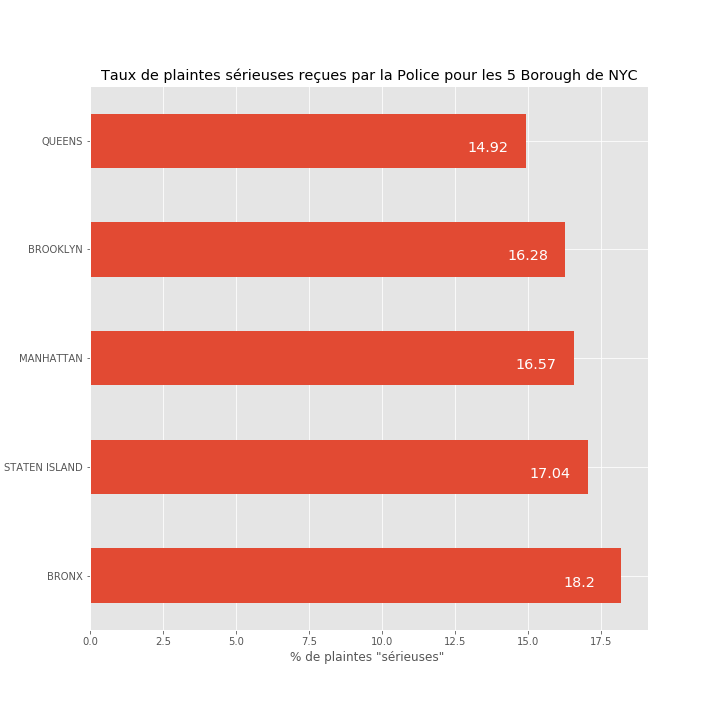 Taux de plaintes sérieuses reçues par la Police pour les 5 Borough de NYC
QUEENS
14.92
BROOKLYN
16.28
MANHATTAN
16.57
STATEN ISLAND
17.04
BRONX
18.2
0.0 2.5 5.0 7.5 10.0 12.5 15.0 17.5
% de plaintes "sérieuses"